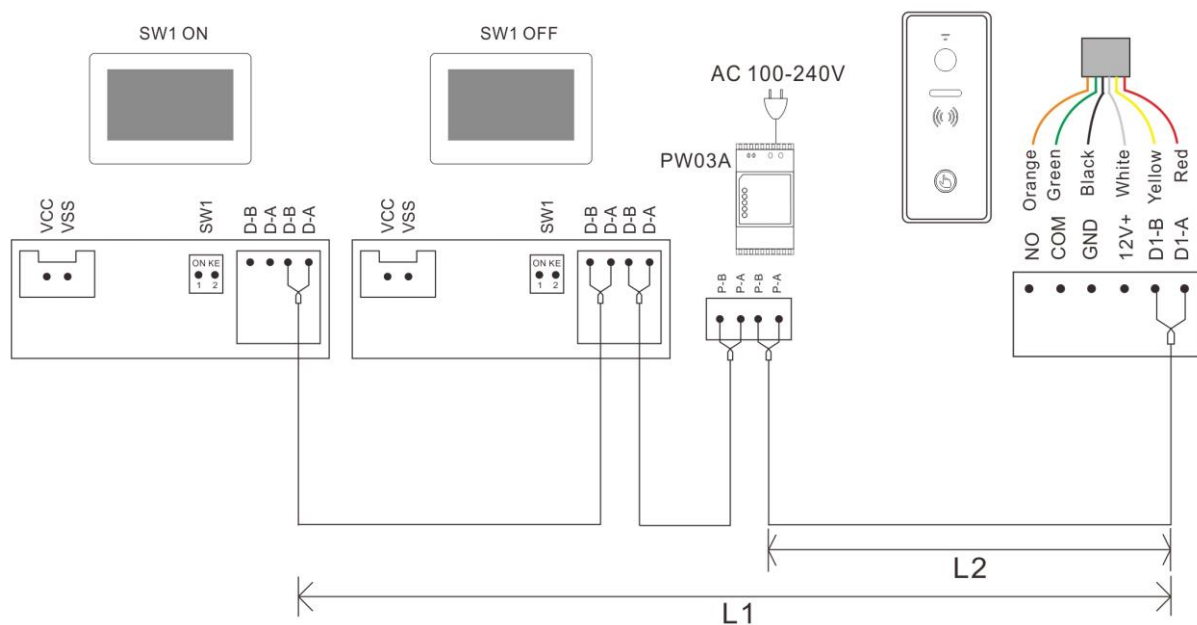 SW1 ON
SW1 OFF
AC 100-240V
PW03A
Orange
Green
Black
White
Yellow
Red
VCC
VSS
SW1
D-B
D-A
D-B
D-A
VCC
VSS
SW1
D-B
D-A
D-B
D-A
NO
COM
GND
12V+
D1-B
D1-A
ON KE
1 2
ON KE
1 2
P-B
P-A
P-B
P-A
L2
L1